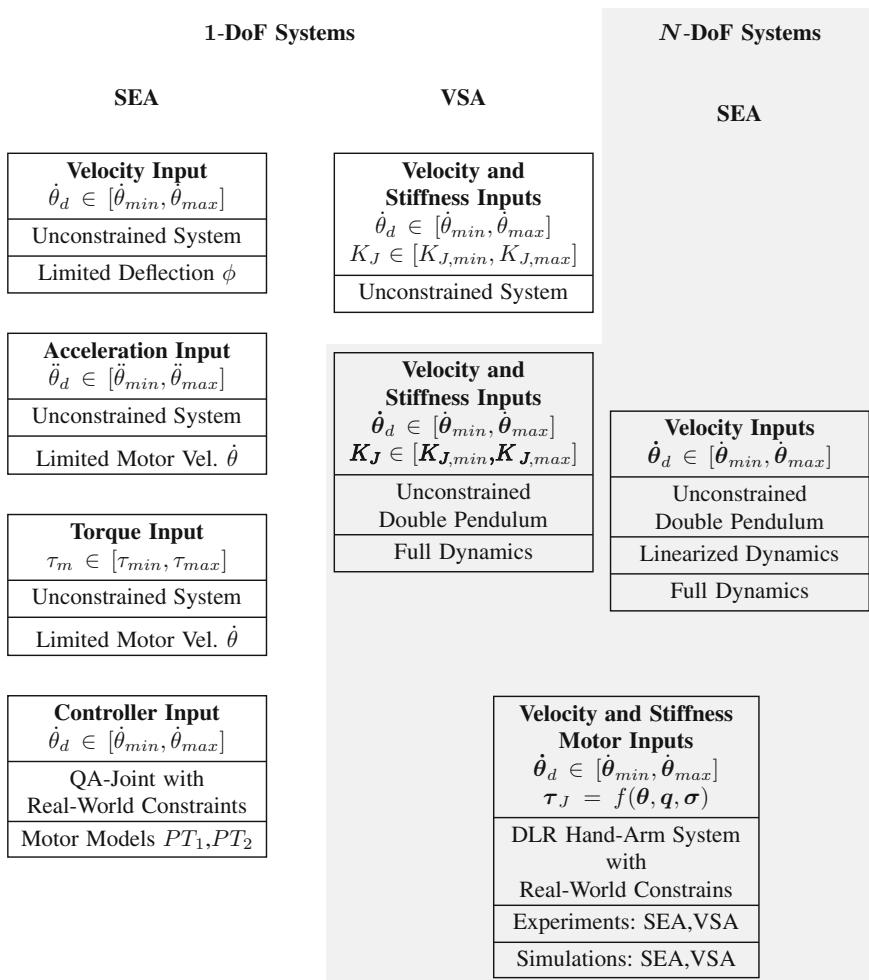 1-DoF Systems
N-DoF Systems
SEA
VSA
SEA
Velocity Input
θ̇_d ∈ [θ̇_min, θ̇_max]
Unconstrained System
Limited Deflection ϕ
Acceleration Input
θ̈_d ∈ [θ̈_min, θ̈_max]
Unconstrained System
Limited Motor Vel. θ̇
Torque Input
τ_m ∈ [τ_min, τ_max]
Unconstrained System
Limited Motor Vel. θ̇
Controller Input
θ̇_d ∈ [θ̇_min, θ̇_max]
QA-Joint with
Real-World Constraints
Motor Models PT_1,PT_2
Velocity and
Stiffness Inputs
θ̇_d ∈ [θ̇_min, θ̇_max]
K_J ∈ [K_J,min, K_J,max]
Unconstrained System
Velocity and
Stiffness Inputs
θ̇_d ∈ [θ̇_min, θ̇_max]
K_J ∈ [K_J,min,K_J,max]
Unconstrained
Double Pendulum
Full Dynamics
Velocity Inputs
θ̇_d ∈ [θ̇_min, θ̇_max]
Unconstrained
Double Pendulum
Linearized Dynamics
Full Dynamics
Velocity and Stiffness
Motor Inputs
θ̇_d ∈ [θ̇_min, θ̇_max]
τ_J = f(θ, q, σ)
DLR Hand-Arm System
with
Real-World Constrains
Experiments: SEA,VSA
Simulations: SEA,VSA